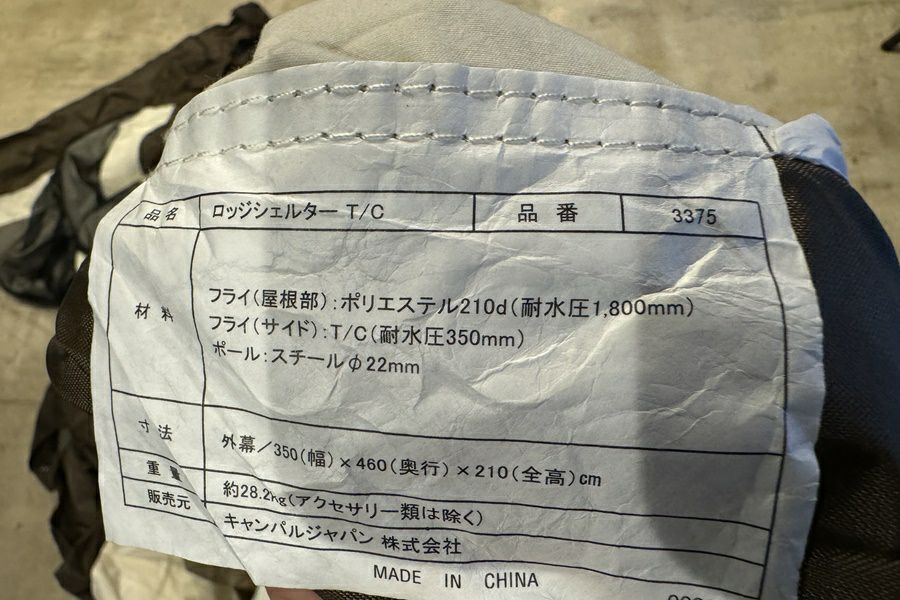 品名 ロッジシェルター T/C 品番 3375
材料
フライ(屋根部):ポリエステル210d(耐水圧1,800mm)
フライ(サイド):T/C(耐水圧350mm)
ポール:スチールφ22mm
寸法 外幕/350(幅)×460(奥行)×210(全高)cm
重量 約28.2kg(アクセサリー類は除く)
販売元 キャンパルジャパン 株式会社
MADE IN CHINA